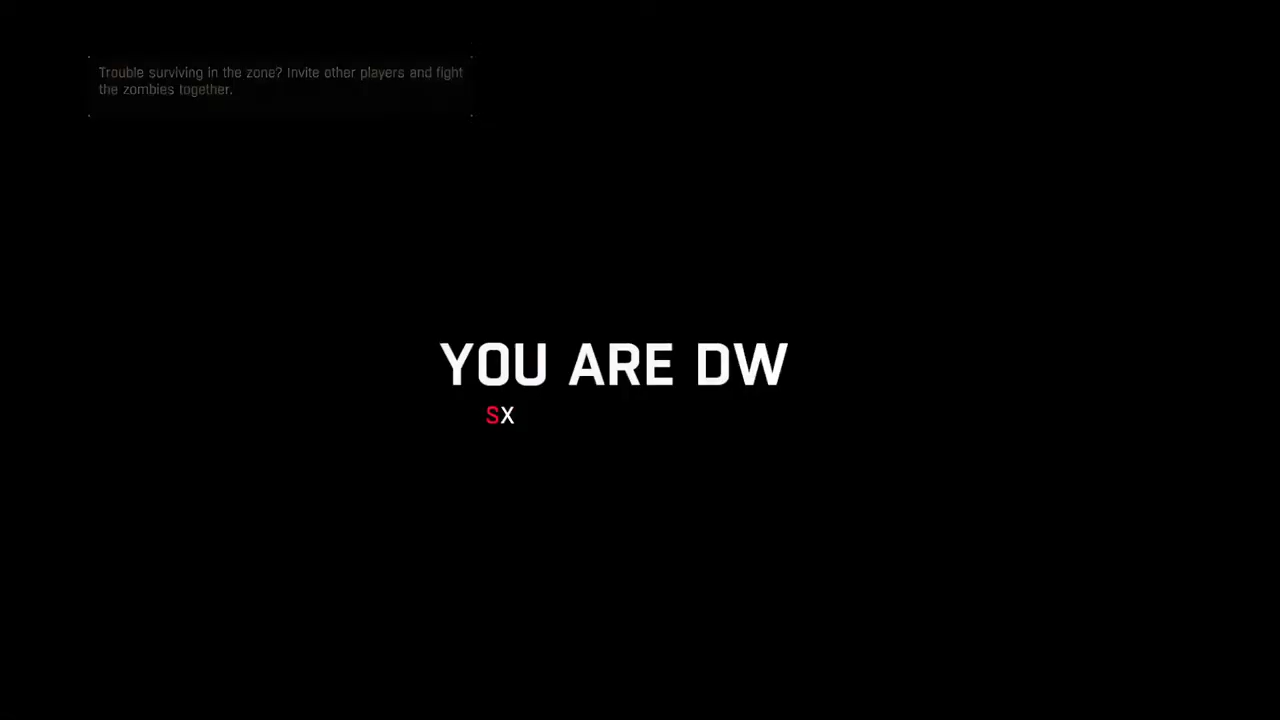 Trouble surviving in the zone? Invite other players and fight
the zombies together.
YOU ARE DW
SX